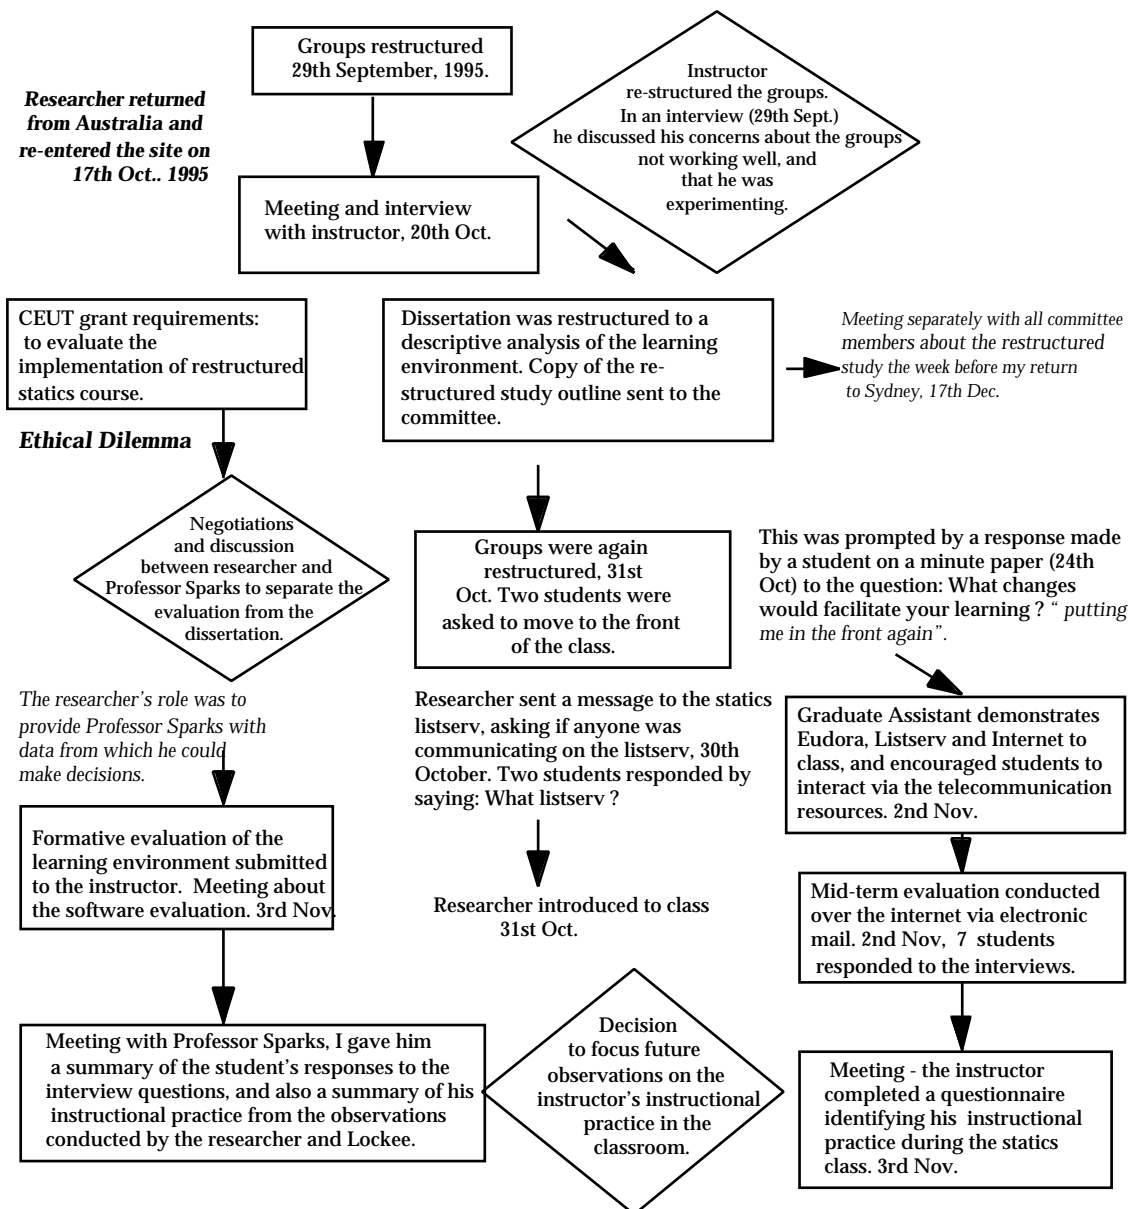 Groups restructured
29th September, 1995.
Instructor
re-structured the groups.
In an interview (29th Sept.)
he discussed his concerns about the groups
not working well, and
that he was
experimenting.
Researcher returned
from Australia and
re-entered the site on
17th Oct.. 1995
Meeting and interview
with instructor, 20th Oct.
CEUT grant requirements:
to evaluate the
implementation of restructured
statics course.
Dissertation was restructured to a
descriptive analysis of the learning
environment. Copy of the re-
structured study outline sent to the
committee.
Meeting separately with all committee
members about the restructured
study the week before my return
to Sydney, 17th Dec.
Ethical Dilemma
Negotiations
and discussion
between researcher and
Professor Sparks to separate the
evaluation from the
dissertation.
Groups were again
restructured, 31st
Oct. Two students were
asked to move to the front
of the class.
This was prompted by a response made
by a student on a minute paper (24th
Oct) to the question: What changes
would facilitate your learning ? “ putting
me in the front again”.
The researcher’s role was to
provide Professor Sparks with
data from which he could
make decisions.
Researcher sent a message to the statics
listserv, asking if anyone was
communicating on the listserv, 30th
October. Two students responded by
saying: What listserv ?
Graduate Assistant demonstrates
Eudora, Listserv and Internet to
class, and encouraged students to
interact via the telecommunication
resources. 2nd Nov.
Formative evaluation of the
learning environment submitted
to the instructor. Meeting about
the software evaluation. 3rd Nov.
Researcher introduced to class
31st Oct.
Mid-term evaluation conducted
over the internet via electronic
mail. 2nd Nov, 7 students
responded to the interviews.
Meeting with Professor Sparks, I gave him
a summary of the student’s responses to the
interview questions, and also a summary of his
instructional practice from the observations
conducted by the researcher and Lockee.
Decision
to focus future
observations on the
instructor’s instructional
practice in the
classroom.
Meeting - the instructor
completed a questionnaire
identifying his instructional
practice during the statics
class. 3rd Nov.